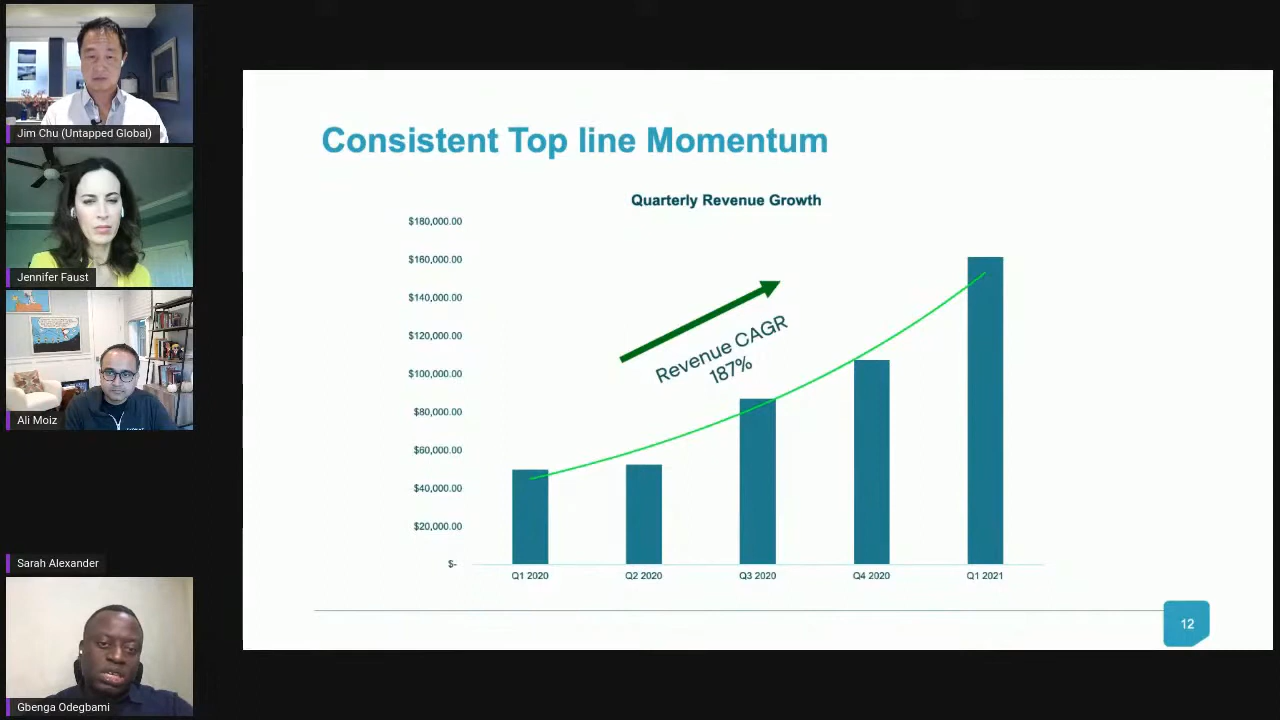 Jim Chu (Untapped Global)
Jennifer Faust
Ali Moiz
Sarah Alexander
Gbenga Odegbami
Consistent Top line Momentum
Quarterly Revenue Growth
$180,000.00
$160,000.00
$140,000.00
$120,000.00
$100,000.00
$80,000.00
$60,000.00
$40,000.00
$20,000.00
$-
Revenue CAGR
187%
Q1 2020
Q2 2020
Q3 2020
Q4 2020
Q1 2021
12